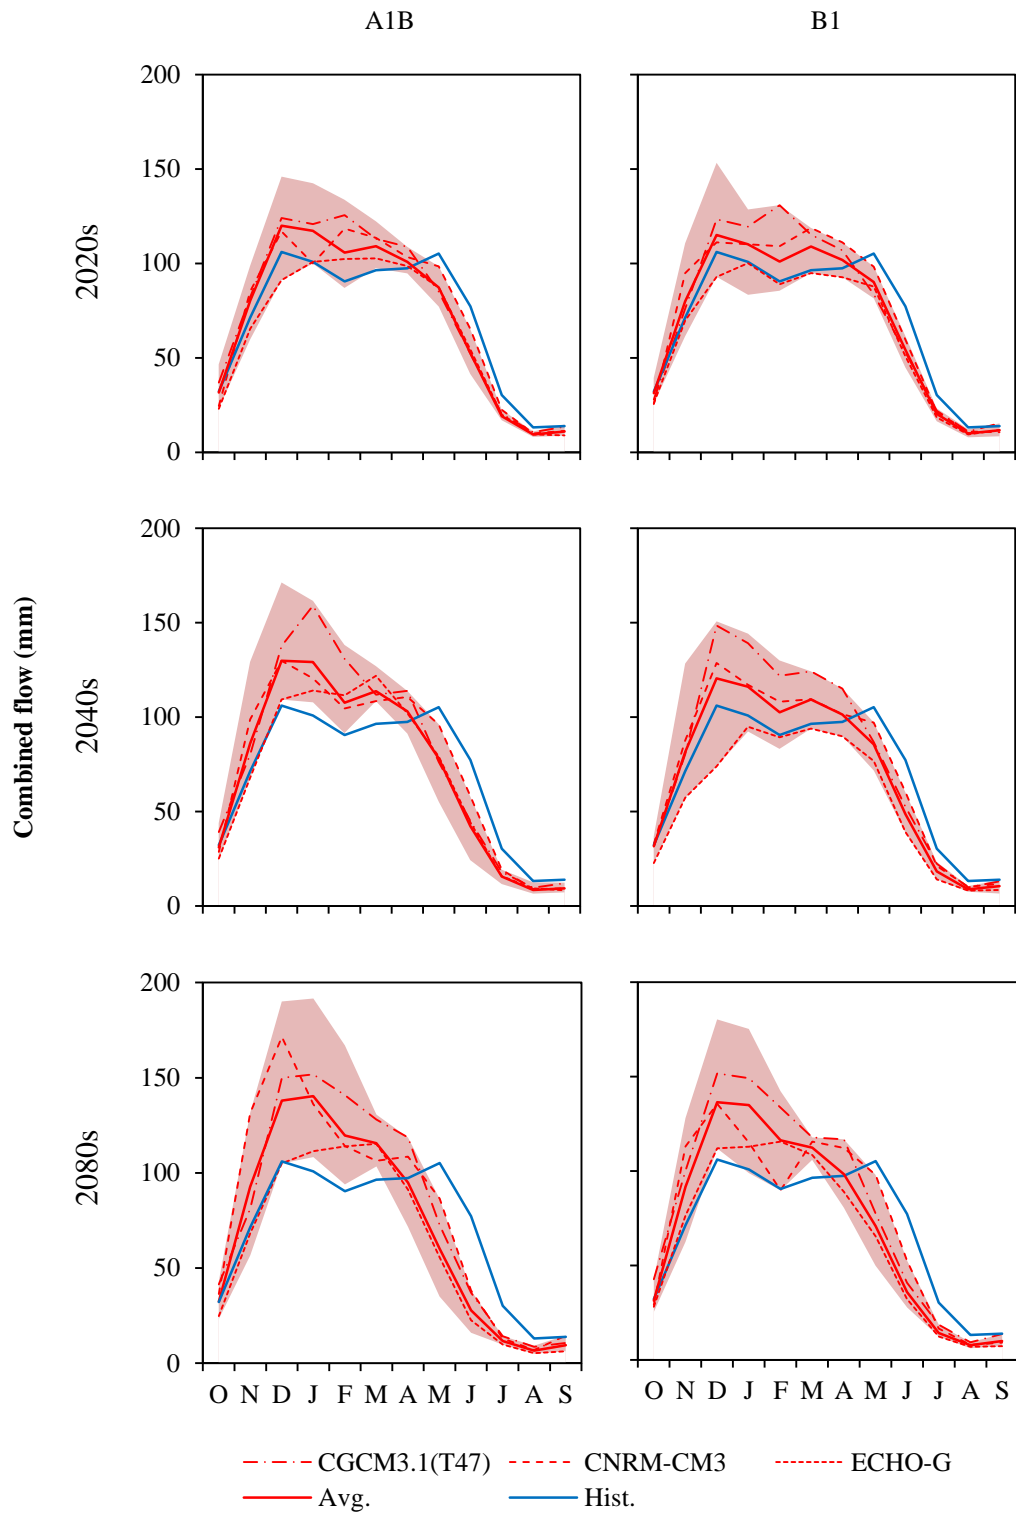 A1B B1
200
150
100
50
0
2020s
200
150
100
50
0
2040s
Combined flow (mm)
200
150
100
50
0
2080s
O N D J F M A M J J A S O N D J F M A M J J A S
CGCM3.1(T47) CNRM-CM3 ECHO-G
Avg. Hist.